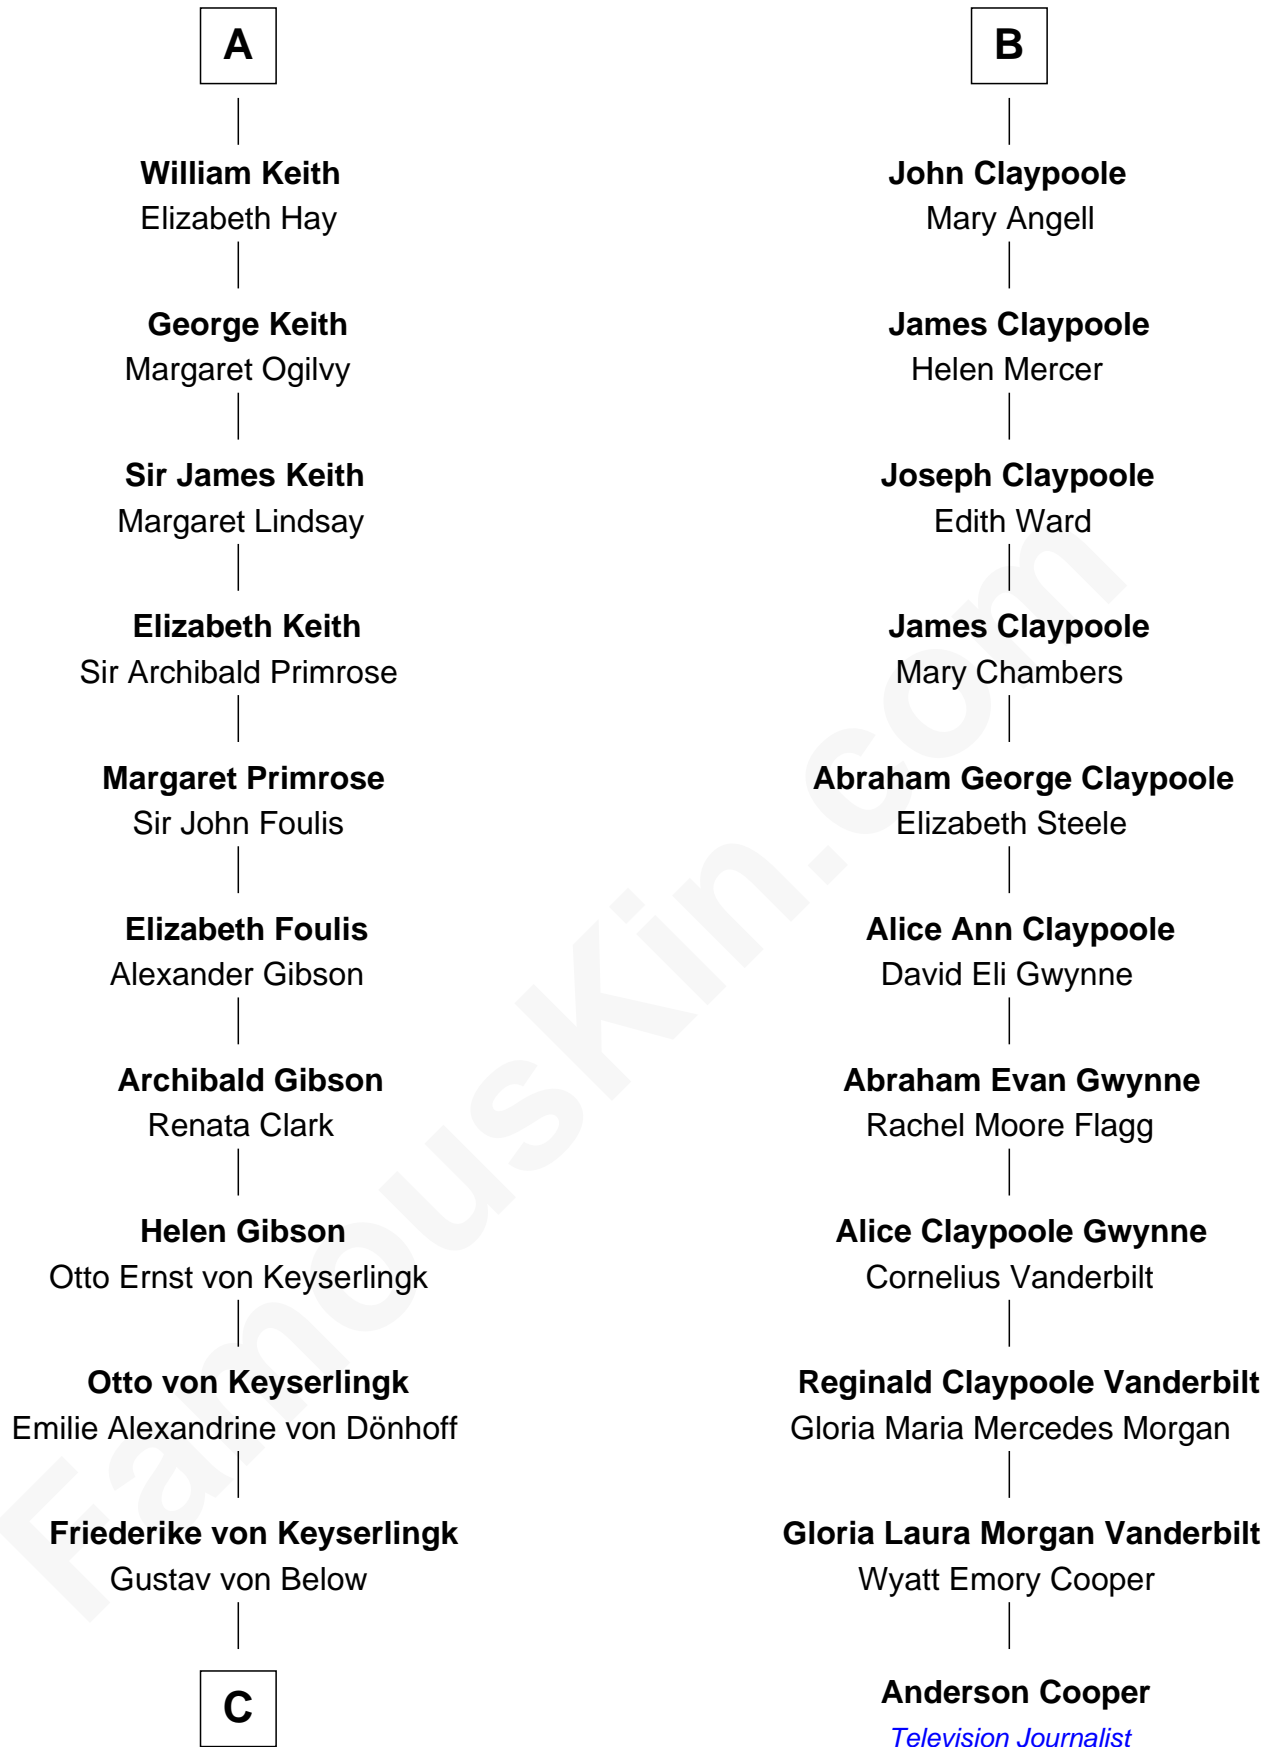 A
William Keith
Elizabeth Hay
George Keith
Margaret Ogilvy
Sir James Keith
Margaret Lindsay
Elizabeth Keith
Sir Archibald Primrose
Margaret Primrose
Sir John Foulis
Elizabeth Foulis
Alexander Gibson
Archibald Gibson
Renata Clark
Helen Gibson
Otto Ernst von Keyserlingk
Otto von Keyserlingk
Emilie Alexandrine von Dönhoff
Friederike von Keyserlingk
Gustav von Below
C
B
John Claypoole
Mary Angell
James Claypoole
Helen Mercer
Joseph Claypoole
Edith Ward
James Claypoole
Mary Chambers
Abraham George Claypoole
Elizabeth Steele
Alice Ann Claypoole
David Eli Gwynne
Abraham Evan Gwynne
Rachel Moore Flagg
Alice Claypoole Gwynne
Cornelius Vanderbilt
Reginald Claypoole Vanderbilt
Gloria Maria Mercedes Morgan
Gloria Laura Morgan Vanderbilt
Wyatt Emory Cooper
Anderson Cooper
Television Journalist
FamousKin.com